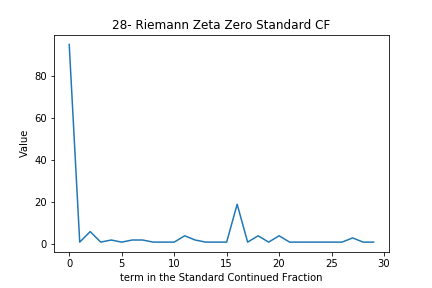 28- Riemann Zeta Zero Standard CF
Value
80
60
40
20
0
0 5 10 15 20 25 30
term in the Standard Continued Fraction